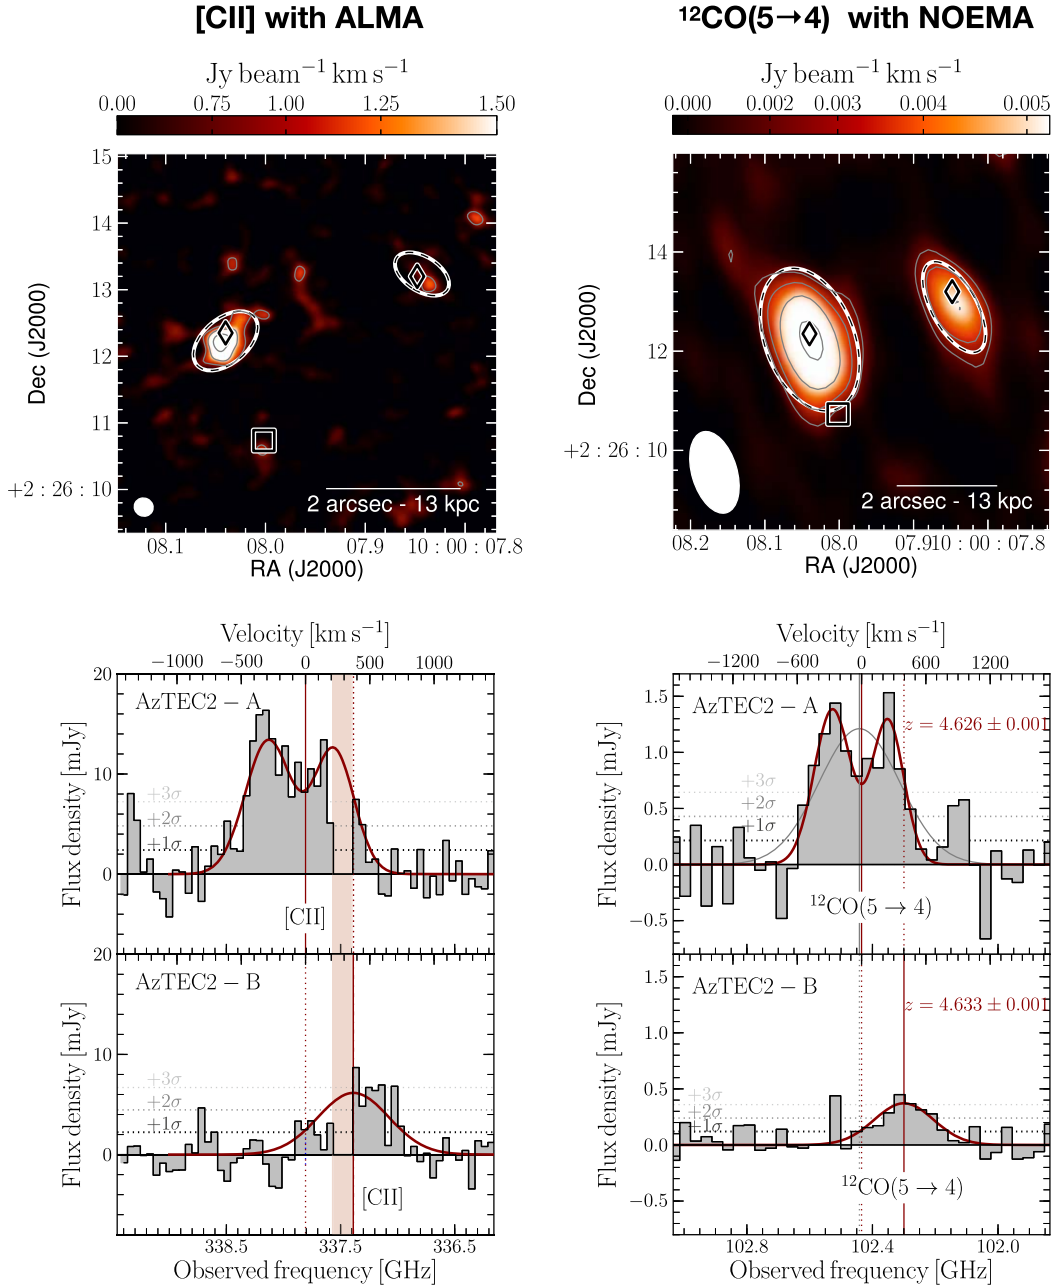 [CII] with ALMA
Jy beam⁻¹ km s⁻¹
0.00 0.75 1.00 1.25 1.50
15
14
13
12
11
+2 : 26 : 10
Dec (J2000)
2 arcsec - 13 kpc
08.1 08.0 07.9 10 : 00 : 07.8
RA (J2000)
¹²CO(5→4) with NOEMA
Jy beam⁻¹ km s⁻¹
0.000 0.002 0.003 0.004 0.005
14
12
+2 : 26 : 10
Dec (J2000)
2 arcsec - 13 kpc
08.2 08.1 08.0 07.9 10 : 00 : 07.8
RA (J2000)
Velocity [km s⁻¹]
−1000 −500 0 500 1000
20
10
0
Flux density [mJy]
AzTEC2 − A
+3σ
+2σ
+1σ
[CII]
20
10
0
Flux density [mJy]
AzTEC2 − B
+3σ
+2σ
+1σ
[CII]
338.5 337.5 336.5
Observed frequency [GHz]
Velocity [km s⁻¹]
−1200 −600 0 600 1200
1.5
1.0
0.5
0.0
−0.5
Flux density [mJy]
AzTEC2 − A
z = 4.626 ± 0.001
+3σ
+2σ
+1σ
¹²CO(5 → 4)
1.5
1.0
0.5
0.0
−0.5
Flux density [mJy]
AzTEC2 − B
z = 4.633 ± 0.001
+3σ
+2σ
+1σ
¹²CO(5 → 4)
102.8 102.4 102.0
Observed frequency [GHz]